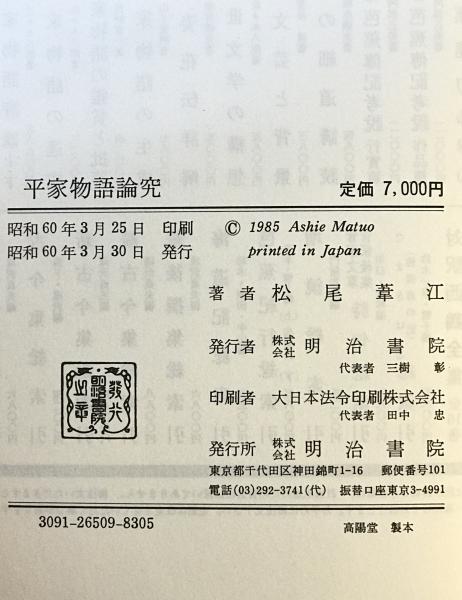 平家物語論究
定価 7,000円
昭和60年3月25日 印刷
昭和60年3月30日 発行
© 1985 Ashie Matuo
printed in Japan
著者 松尾葦江
発行者 株式会社 明治書院
代表者 三樹 彰
印刷者 大日本法令印刷株式会社
代表者 田中 忠
発行所 株式会社 明治書院
東京都千代田区神田錦町1-16 郵便番号101
電話(03)292-3741(代) 振替口座東京3-4991
3091-26509-8305
高陽堂 製本